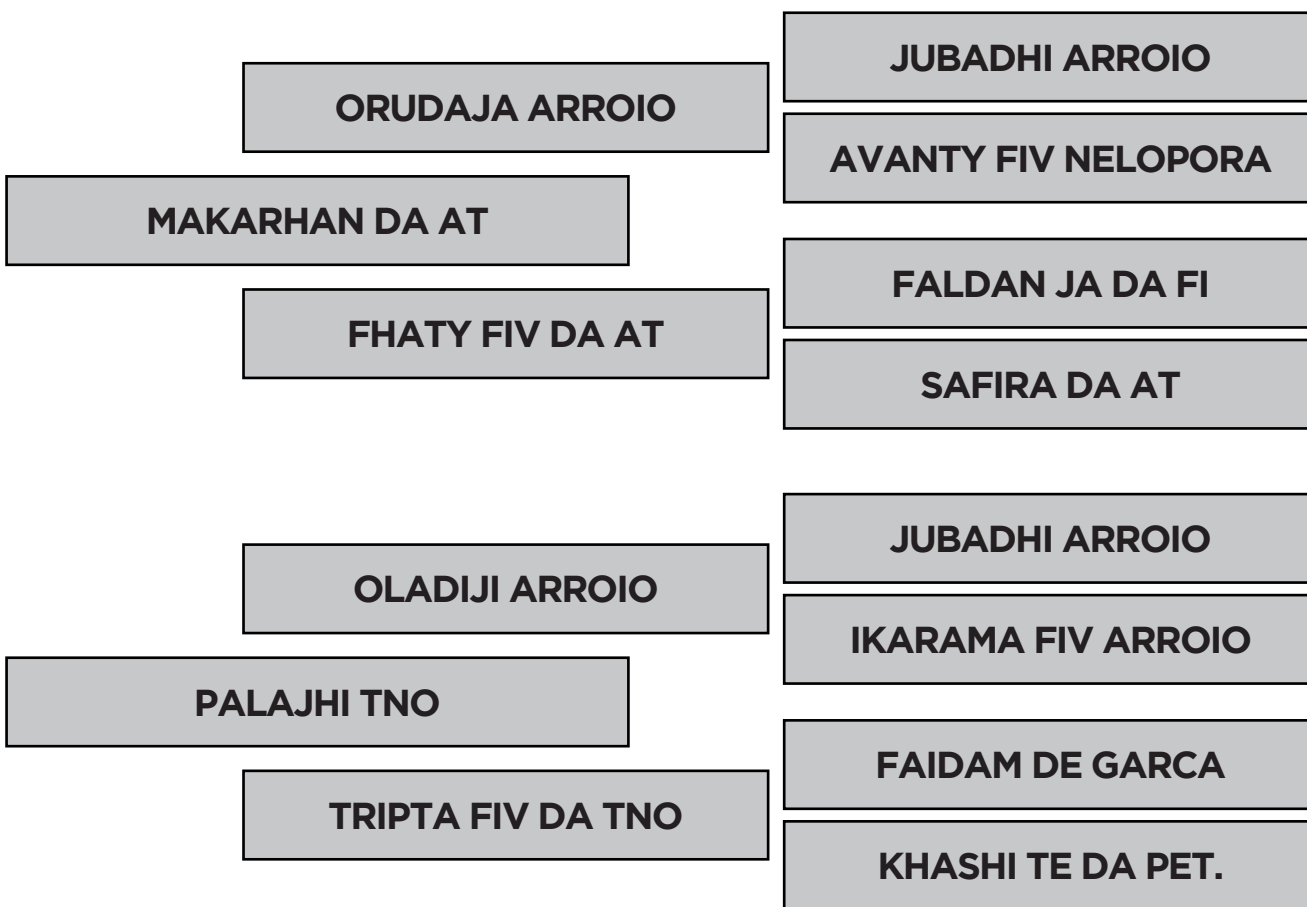 JUBADHI ARROIO
ORUDAJA ARROIO
AVANTY FIV NELOPORA
MAKARHAN DA AT
FALDAN JA DA FI
FHATY FIV DA AT
SAFIRA DA AT
JUBADHI ARROIO
OLADIJI ARROIO
IKARAMA FIV ARROIO
PALAJHI TNO
FAIDAM DE GARCA
TRIPTA FIV DA TNO
KHASHI TE DA PET.